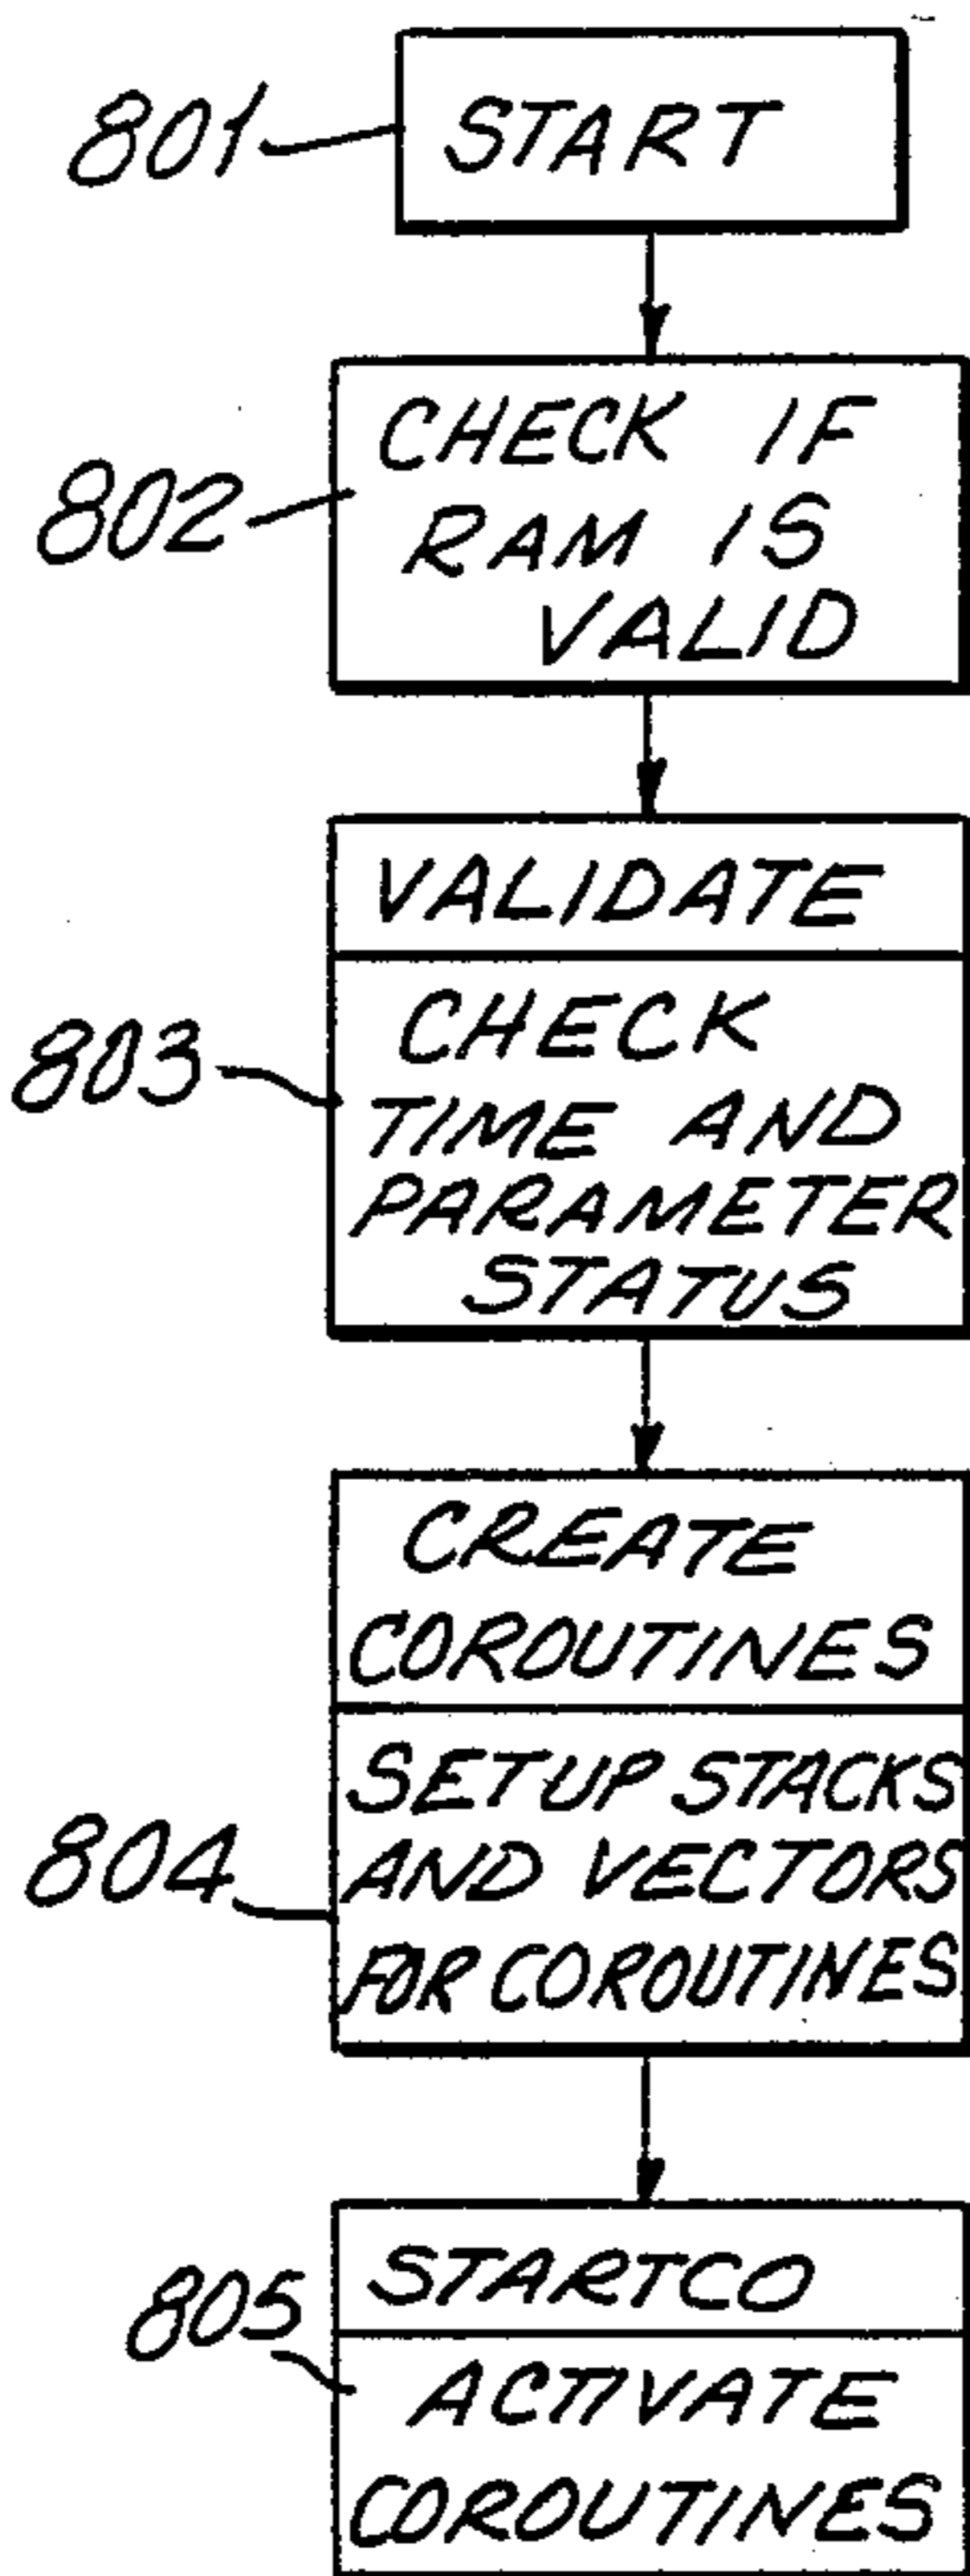 801
START
802
CHECK IF
RAM IS
VALID
VALIDATE
803
CHECK
TIME AND
PARAMETER
STATUS
CREATE
COROUTINES
804
SETUP STACKS
AND VECTORS
FOR COROUTINES
805
STARTCO
ACTIVATE
COROUTINES